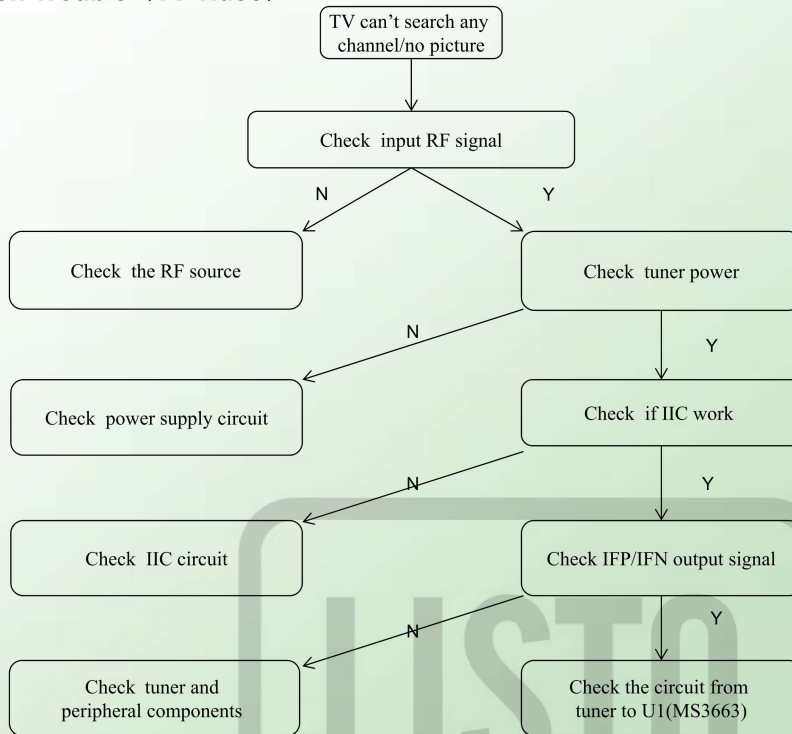 TV can't search any
channel/no picture
Check input RF signal
N
Y
Check the RF source
Check tuner power
N
Y
Check power supply circuit
Check if IIC work
N
Y
Check IIC circuit
Check IFP/IFN output signal
N
Y
Check tuner and
peripheral components
Check the circuit from
tuner to U1(MS3663)
LISTO